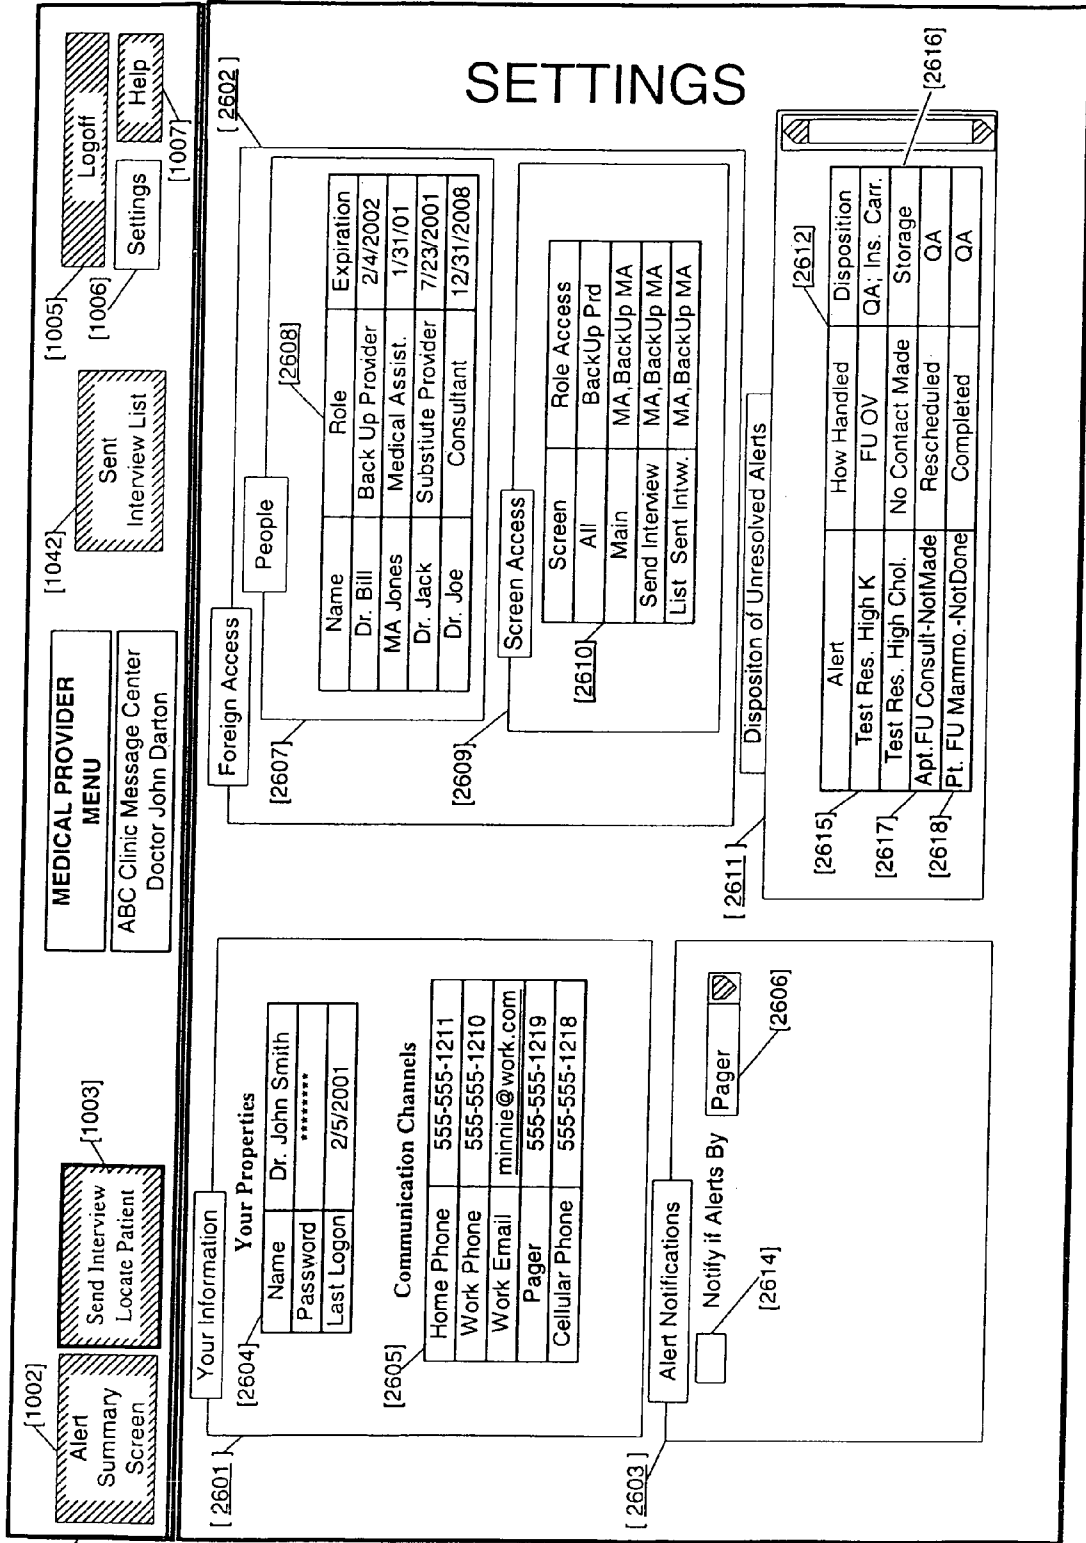 [1002]
Alert
Summary
Screen
Send Interview
Locate Patient
[1003]
MEDICAL PROVIDER
MENU
ABC Clinic Message Center
Doctor John Darton
[1042]
Sent
Interview List
[1005]
Logoff
[1006]
Settings
Help
[1007]
SETTINGS
[2601]
Your Information
Your Properties
[2604]
Name Dr. John Smith
Password ********
Last Logon 2/5/2001
[2605]
Communication Channels
Home Phone 555-555-1211
Work Phone 555-555-1210
Work Email minnie@work.com
Pager 555-555-1219
Cellular Phone 555-555-1218
[2603]
Alert Notifications
Notify if Alerts By Pager
[2614]
[2606]
[2602]
Foreign Access
[2607]
People
[2608]
Name Role Expiration
Dr. Bill Back Up Provider 2/4/2002
MA Jones Medical Assist. 1/31/01
Dr. Jack Substiute Provider 7/23/2001
Dr. Joe Consultant 12/31/2008
[2609]
Screen Access
[2610]
Screen Role Access
All BackUp Prd
Main MA,BackUp MA
Send Interview MA,BackUp MA
List Sent Intvw. MA,BackUp MA
[2611]
Dispositon of Unresolved Alerts
[2612]
Alert How Handled Disposition
Test Res. High K FU OV QA; Ins. Carr.
Test Res. High Chol. No Contact Made Storage
Apt.FU Consult-NotMade Rescheduled QA
Pt. FU Mammo.-NotDone Completed QA
[2615]
[2617]
[2618]
[2616]